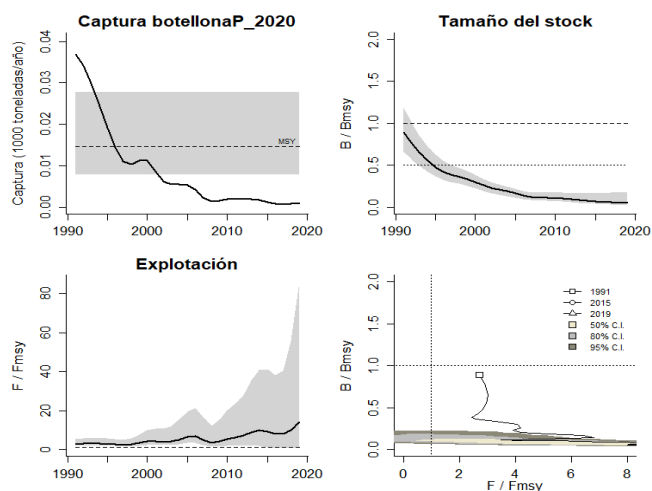 Captura botellonaP_2020
Captura (1000 toneladas/año)
0.04
0.03
0.02
0.01
0.00
MSY
1990 2000 2010 2020
Tamaño del stock
B / Bmsy
2.0
1.5
1.0
0.5
0.0
1990 2000 2010 2020
Explotación
F / Fmsy
80
60
40
20
0
1990 2000 2010 2020
B / Bmsy
2.0
1.5
1.0
0.5
0.0
1991
2015
2019
50% C.I.
80% C.I.
95% C.I.
0 2 4 6 8
F / Fmsy